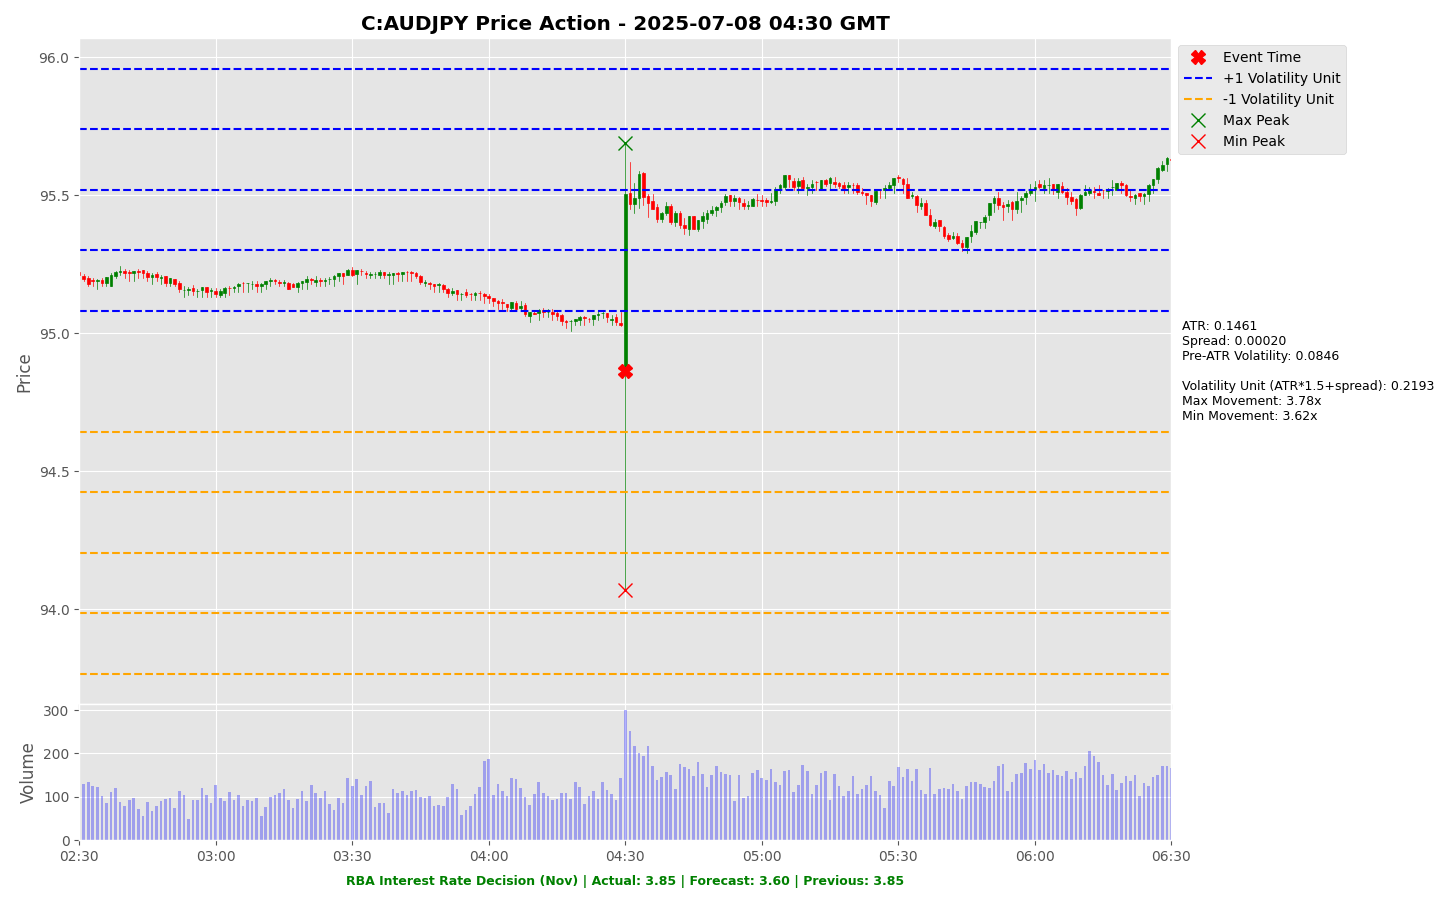 C:AUDJPY Price Action - 2025-07-08 04:30 GMT
Event Time
+1 Volatility Unit
-1 Volatility Unit
Max Peak
Min Peak
96.0
95.5
95.0
94.5
94.0
Price
ATR: 0.1461
Spread: 0.00020
Pre-ATR Volatility: 0.0846
Volatility Unit (ATR*1.5+spread): 0.2193
Max Movement: 3.78x
Min Movement: 3.62x
300
200
100
0
Volume
02:30 03:00 03:30 04:00 04:30 05:00 05:30 06:00 06:30
RBA Interest Rate Decision (Nov) | Actual: 3.85 | Forecast: 3.60 | Previous: 3.85